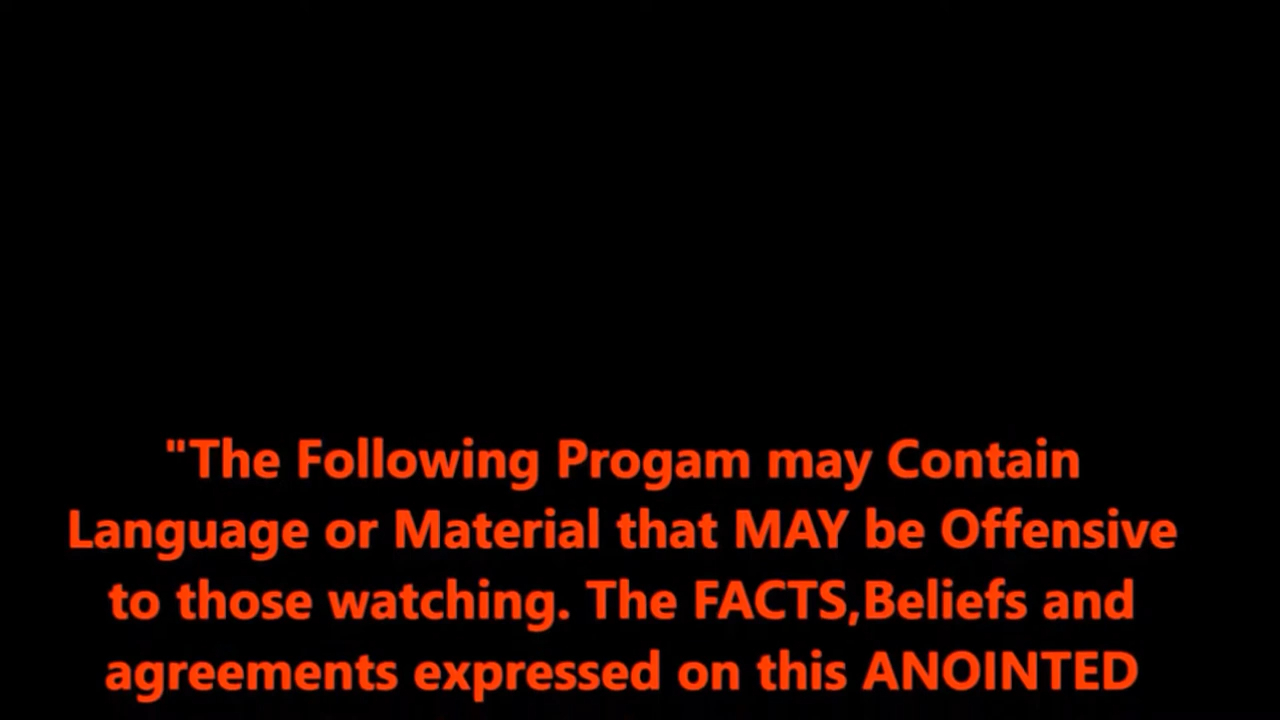 "The Following Progam may Contain
Language or Material that MAY be Offensive
to those watching. The FACTS,Beliefs and
agreements expressed on this ANOINTED